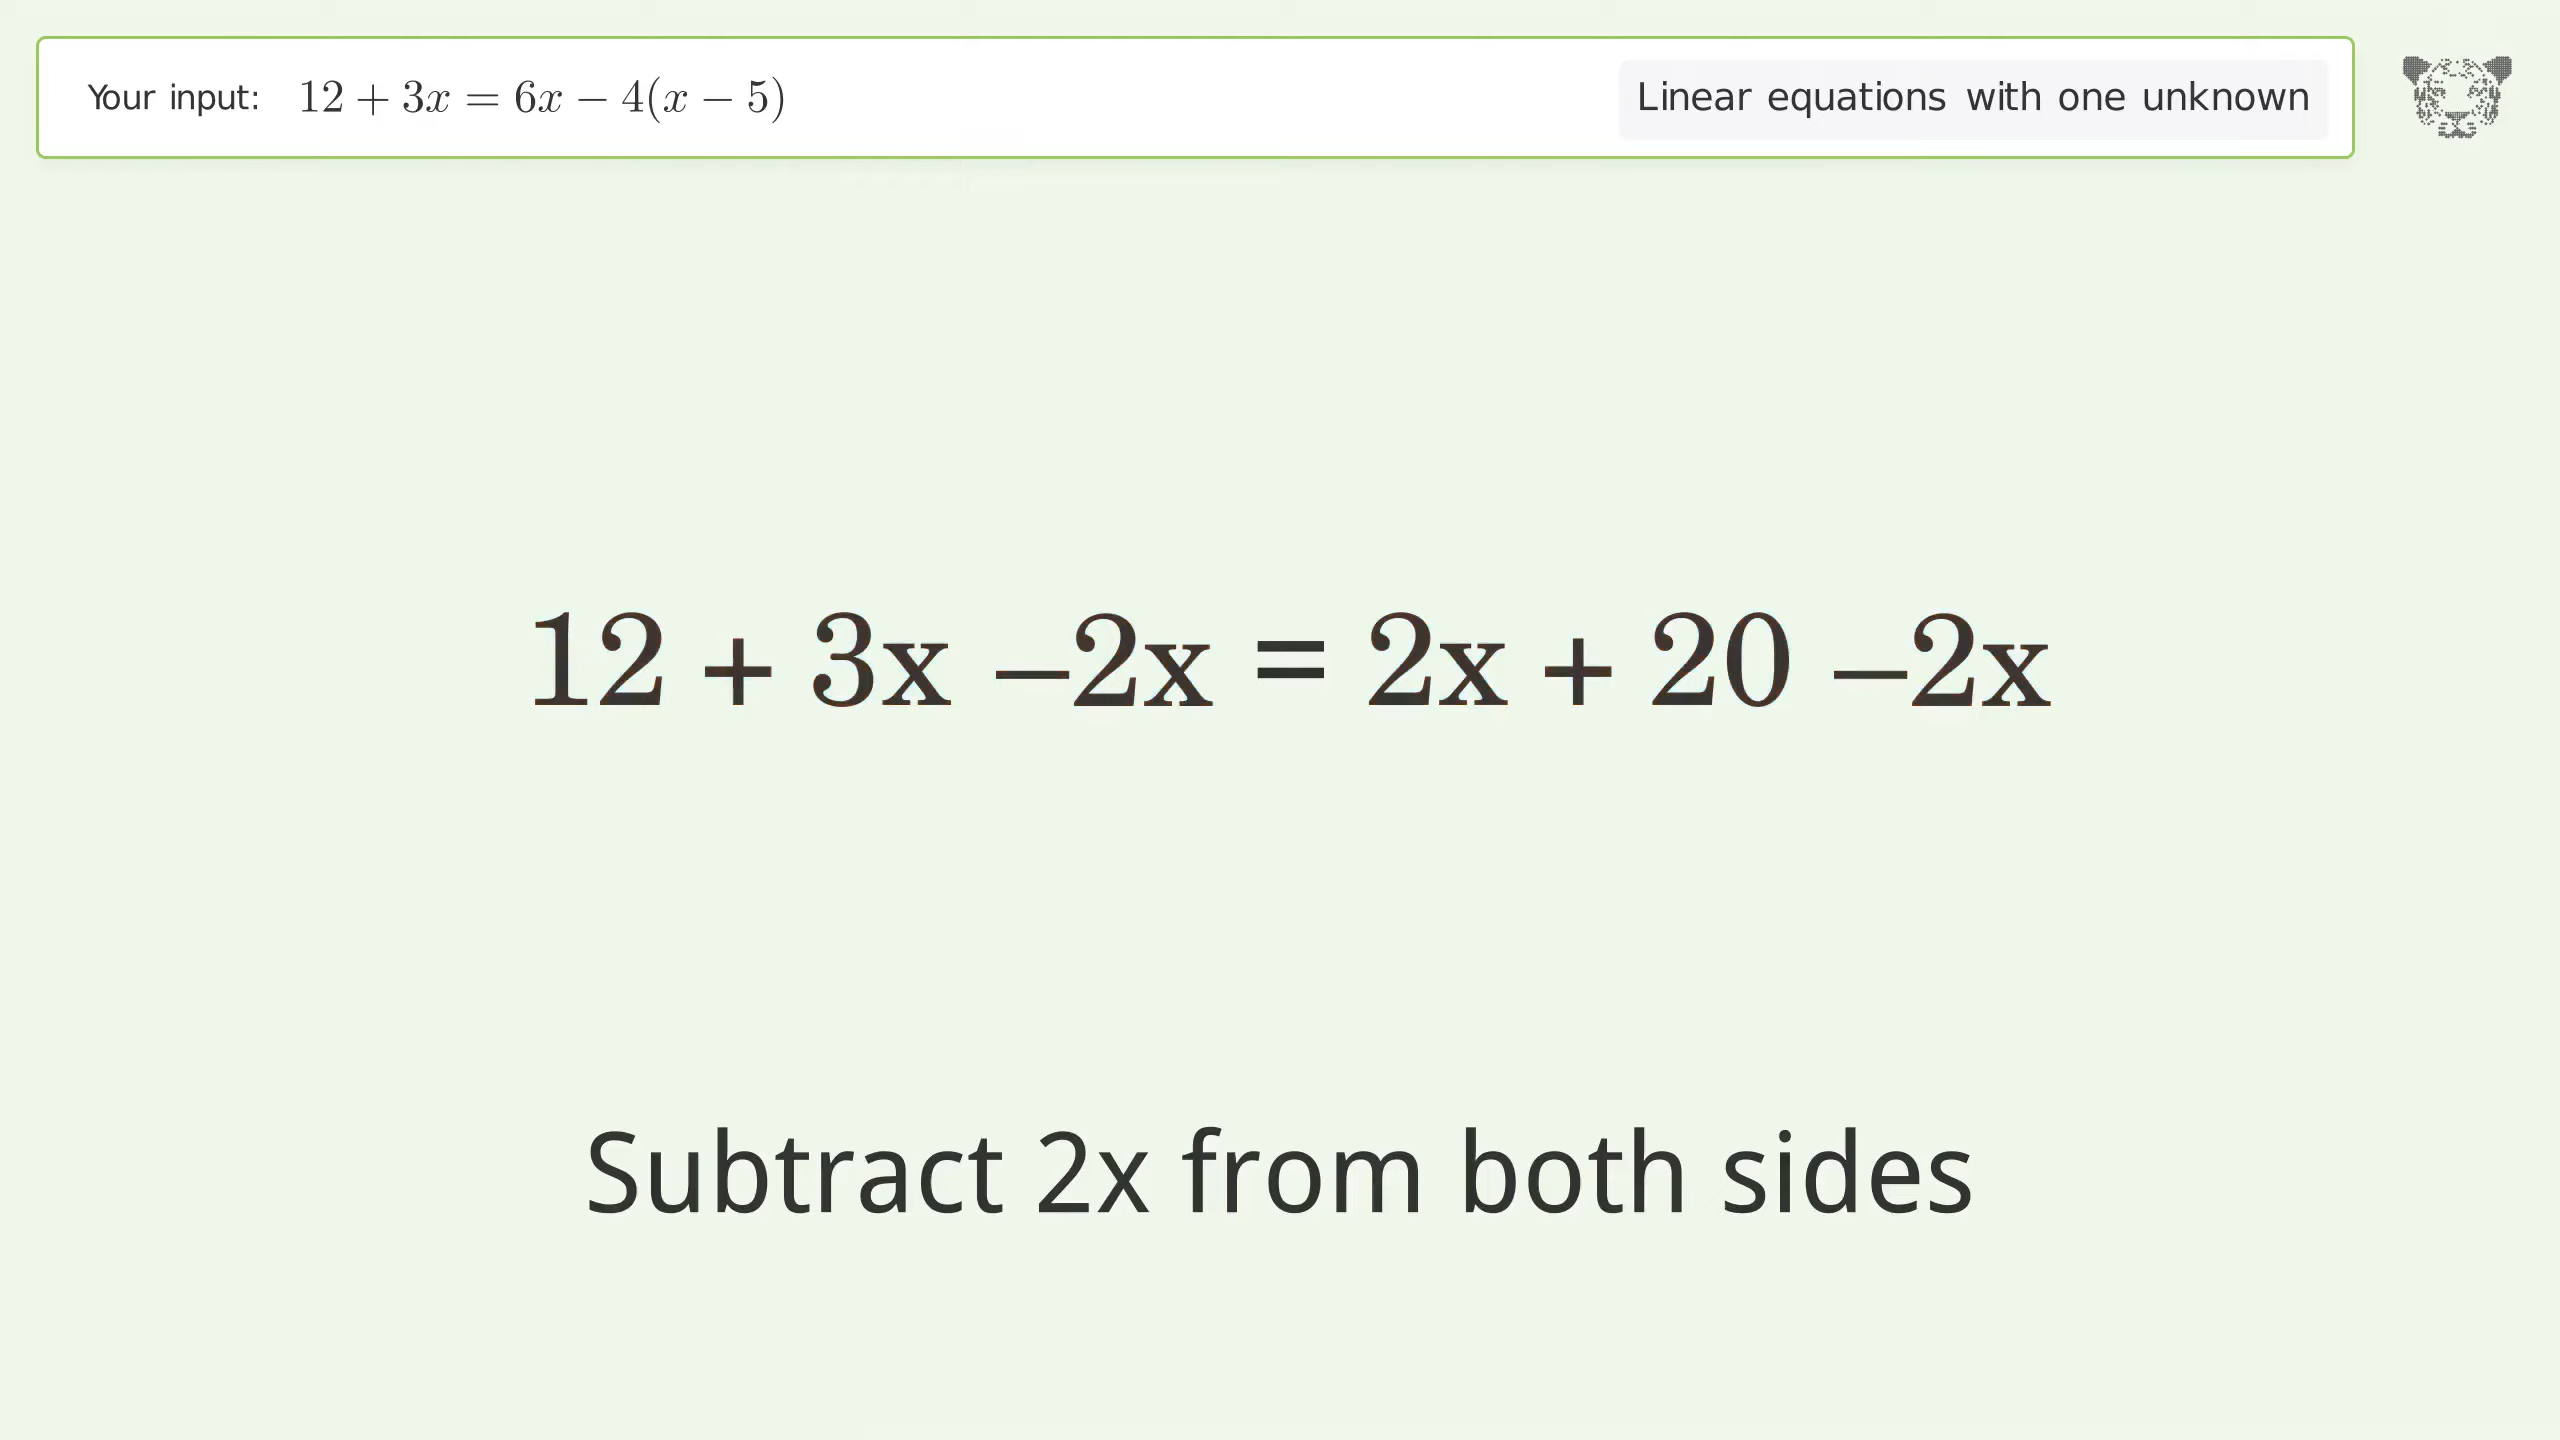 Your input: 12 + 3x = 6x − 4(x − 5) Linear equations with one unknown
12 + 3x −2x = 2x + 20 −2x
Subtract 2x from both sides